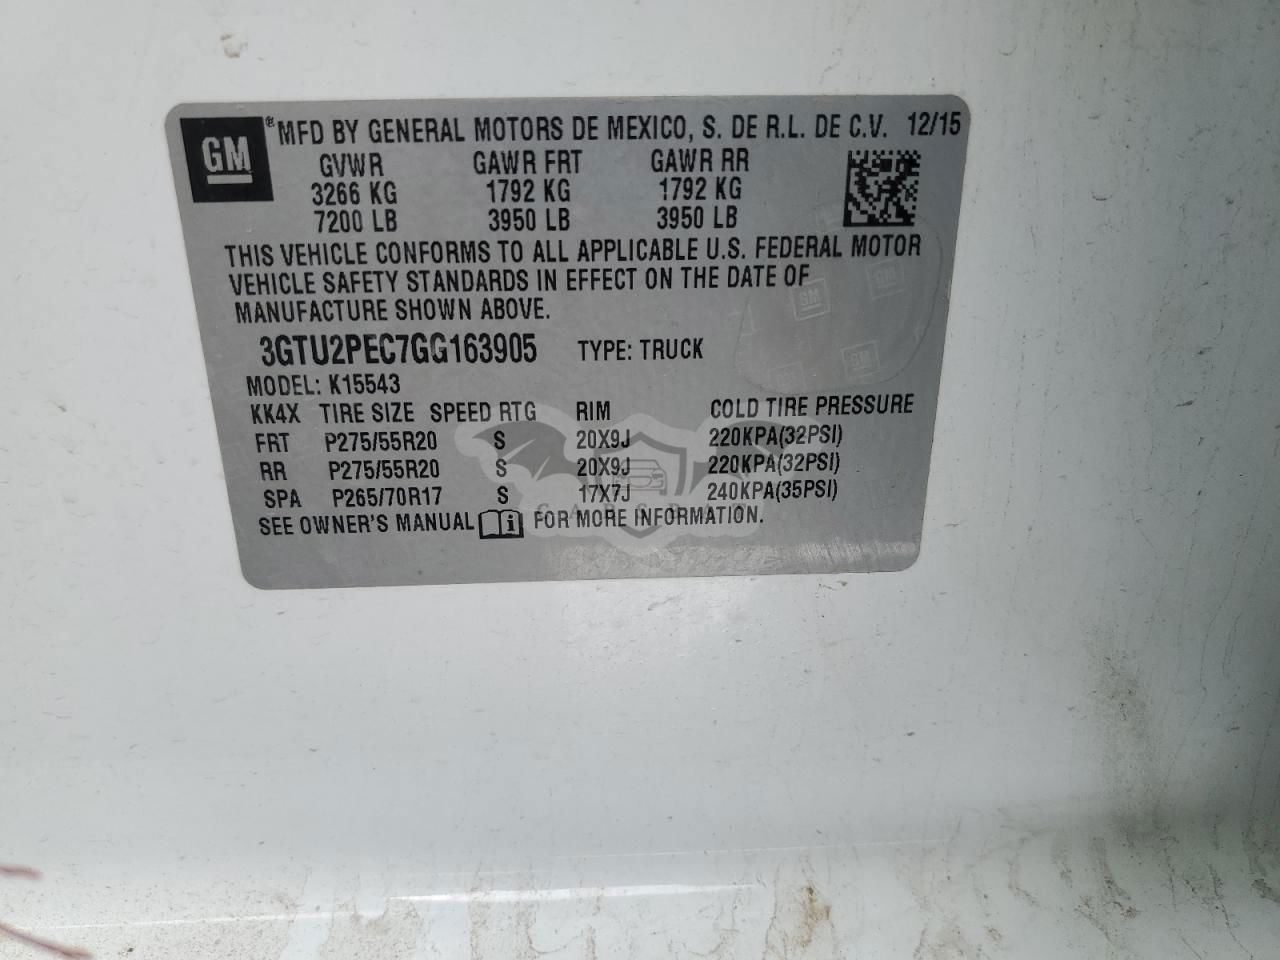 GM ® MFD BY GENERAL MOTORS DE MEXICO, S. DE R.L. DE C.V. 12/15
GVWR GAWR FRT GAWR RR
3266 KG 1792 KG 1792 KG
7200 LB 3950 LB 3950 LB
THIS VEHICLE CONFORMS TO ALL APPLICABLE U.S. FEDERAL MOTOR
VEHICLE SAFETY STANDARDS IN EFFECT ON THE DATE OF
MANUFACTURE SHOWN ABOVE.
3GTU2PEC7GG163905 TYPE: TRUCK
MODEL: K15543
KK4X TIRE SIZE SPEED RTG RIM COLD TIRE PRESSURE
FRT P275/55R20 S 20X9J 220KPA(32PSI)
RR P275/55R20 S 20X9J 220KPA(32PSI)
SPA P265/70R17 S 17X7J 240KPA(35PSI)
SEE OWNER'S MANUAL i FOR MORE INFORMATION.